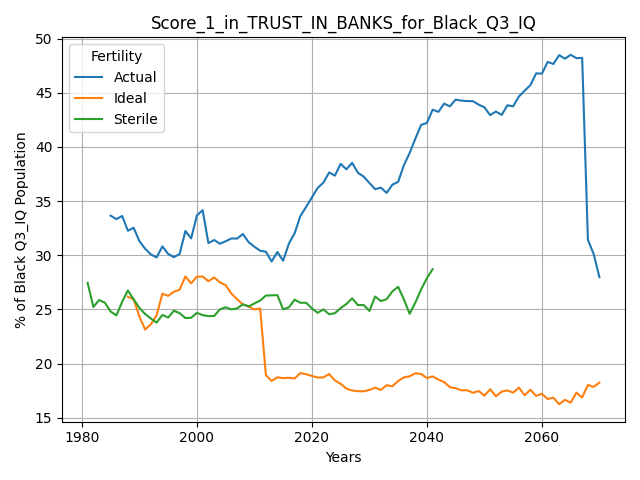 Score_1_in_TRUST_IN_BANKS_for_Black_Q3_IQ
Fertility
Actual
Ideal
Sterile
% of Black Q3_IQ Population
50
45
40
35
30
25
20
15
1980
2000
2020
2040
2060
Years